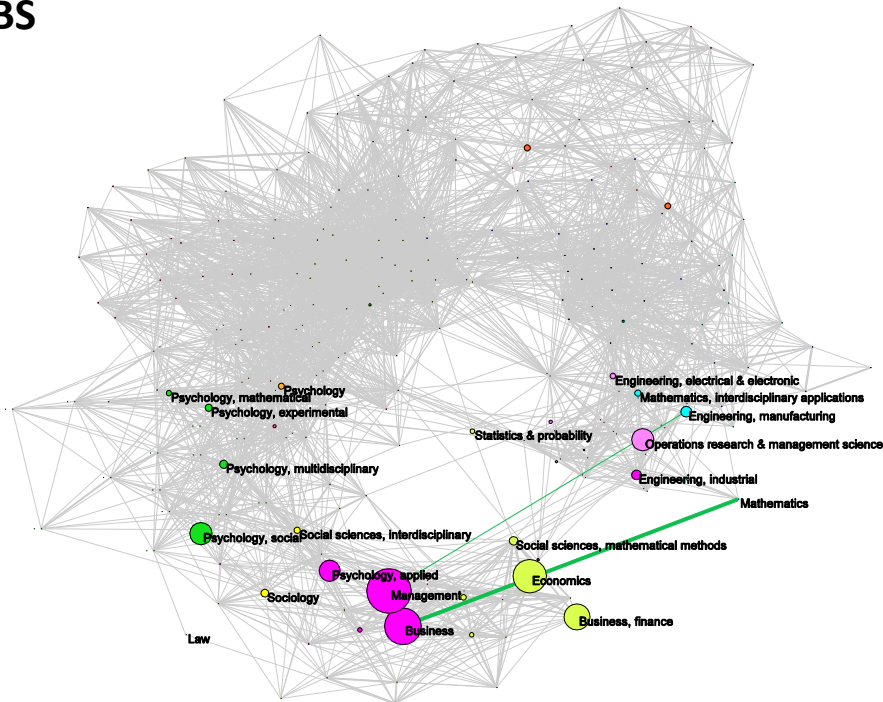 BS
Engineering, electrical & electronic
Psychology
Psychology, mathematical
Mathematics, interdisciplinary applications
Psychology, experimental
Engineering, manufacturing
Statistics & probability
Operations research & management science
Psychology, multidisciplinary
Engineering, industrial
Mathematics
Psychology, social
Social sciences, interdisciplinary
Social sciences, mathematical methods
Psychology, applied
Economics
Management
Sociology
Business, finance
Business
Law